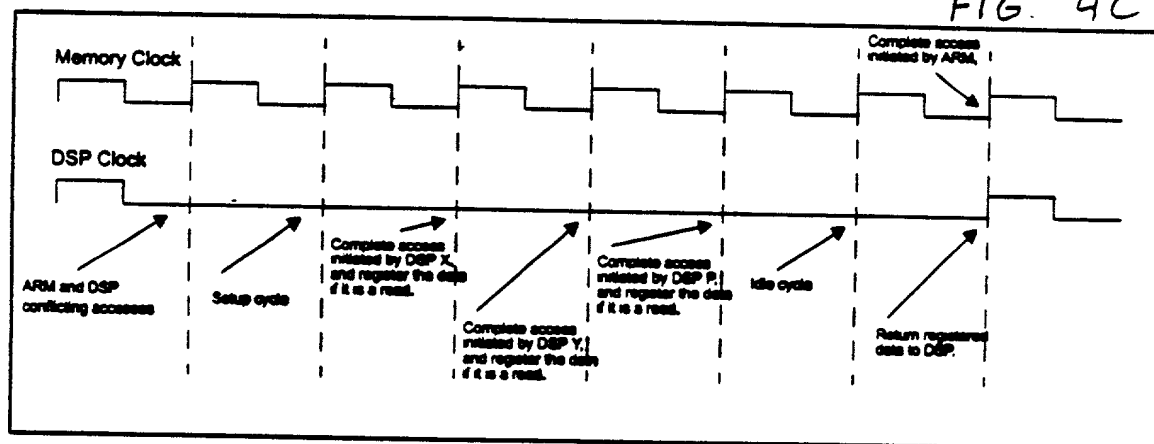 FIG. 4C
Memory Clock
Complete access
initiated by ARM.
DSP Clock
ARM and DSP
conflicting accesses
Setup cycle
Complete access
initiated by DSP X,
and register the data
if it is a read.
Complete access
initiated by DSP Y,
and register the data
if it is a read.
Complete access
initiated by DSP P,
and register the data
if it is a read.
Idle cycle
Return registered
data to DSP.